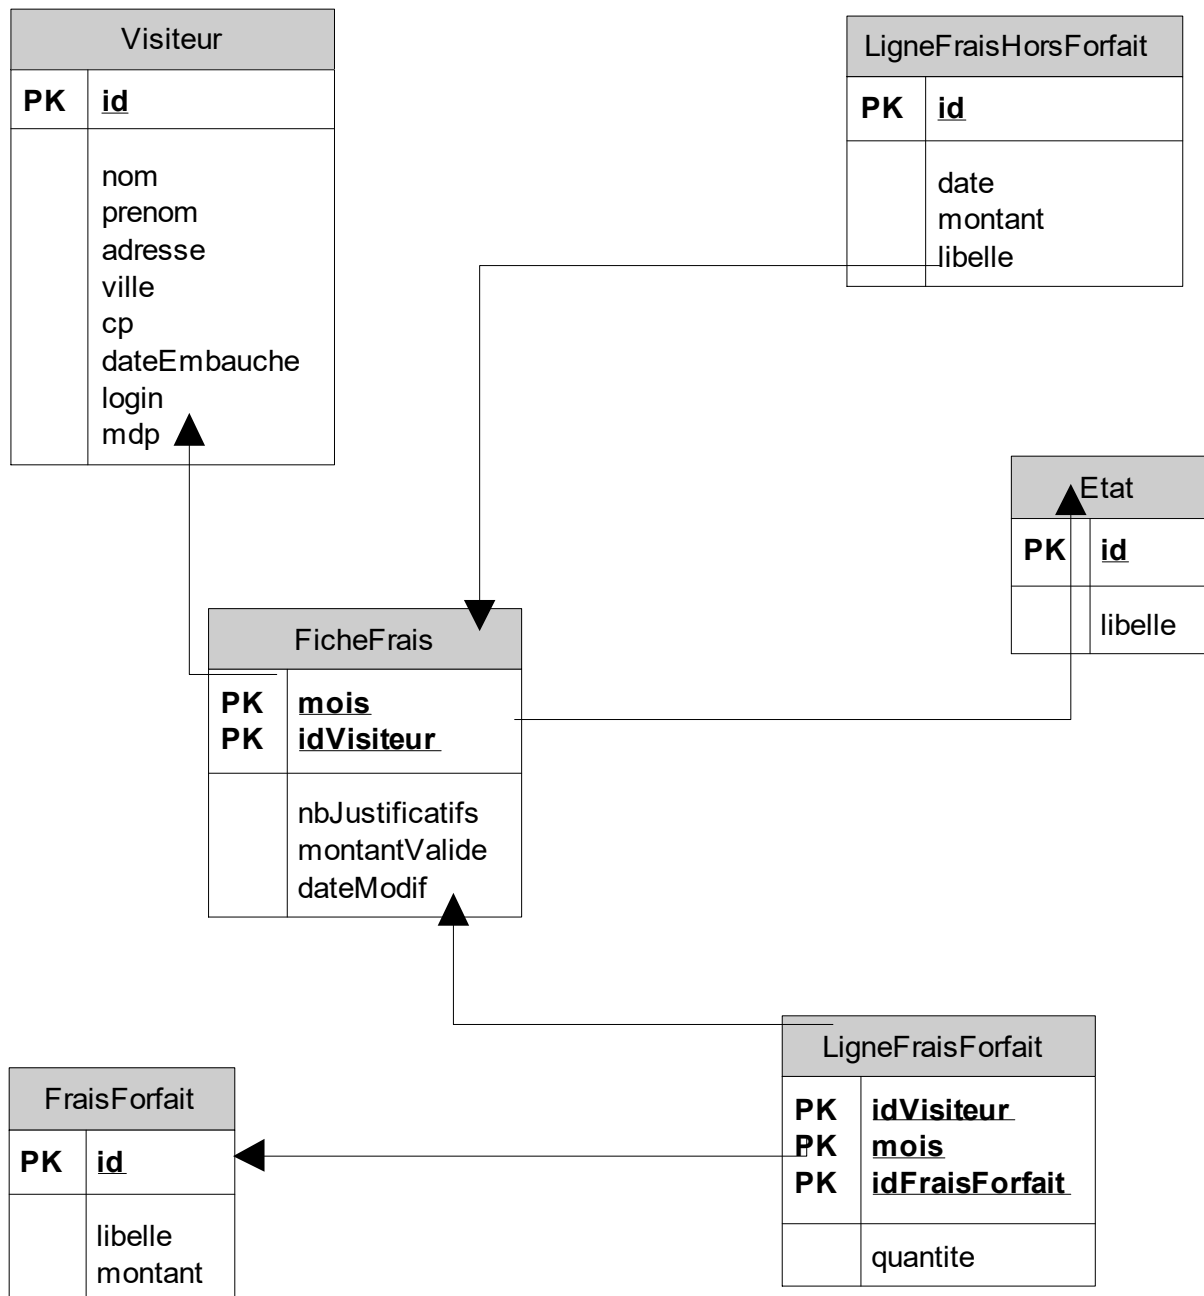 Visiteur
PK id
nom
prenom
adresse
ville
cp
dateEmbauche
login
mdp
LigneFraisHorsForfait
PK id
date
montant
libelle
Etat
PK id
libelle
FicheFrais
PK mois
PK idVisiteur
nbJustificatifs
montantValide
dateModif
LigneFraisForfait
PK idVisiteur
PK mois
PK idFraisForfait
quantite
FraisForfait
PK id
libelle
montant